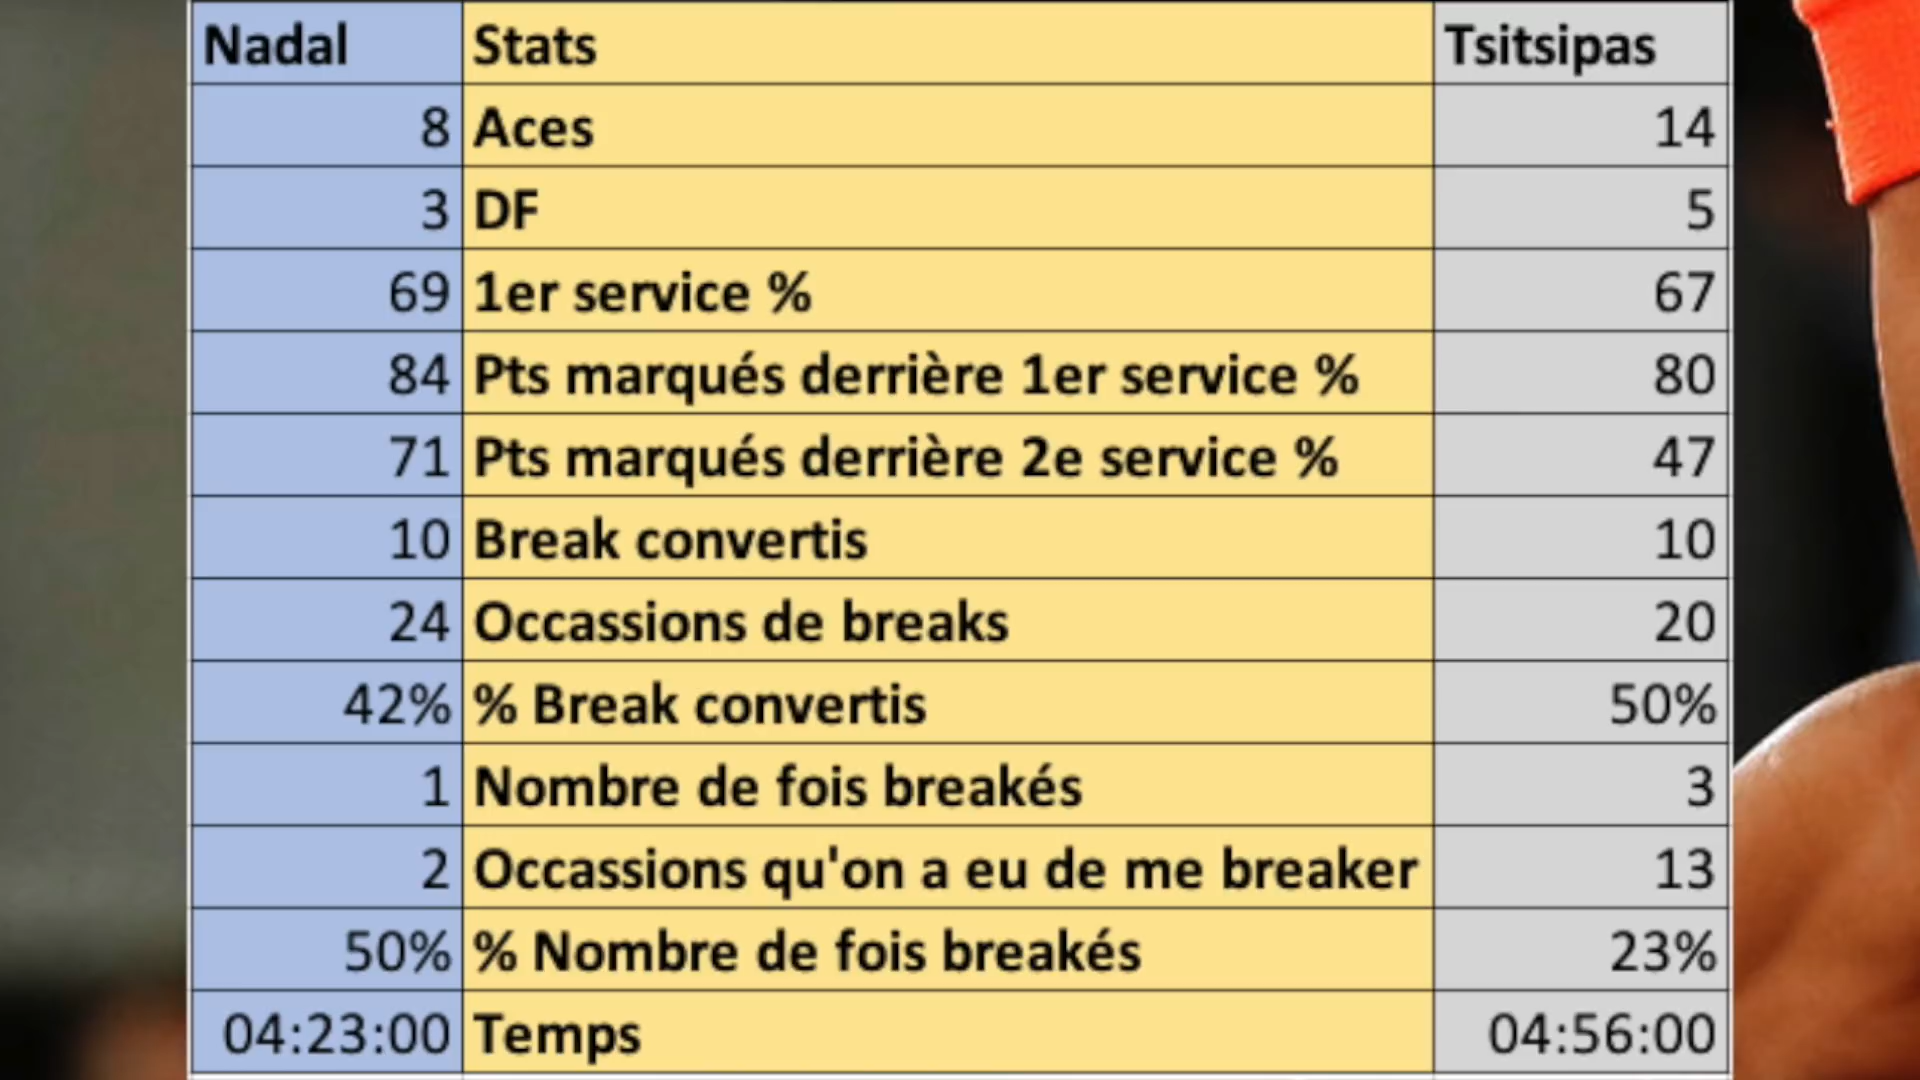 Nadal Stats Tsitsipas
8 Aces 14
3 DF 5
69 1er service % 67
84 Pts marqués derrière 1er service % 80
71 Pts marqués derrière 2e service % 47
10 Break convertis 10
24 Occassions de breaks 20
42% % Break convertis 50%
1 Nombre de fois breakés 3
2 Occassions qu'on a eu de me breaker 13
50% % Nombre de fois breakés 23%
04:23:00 Temps 04:56:00